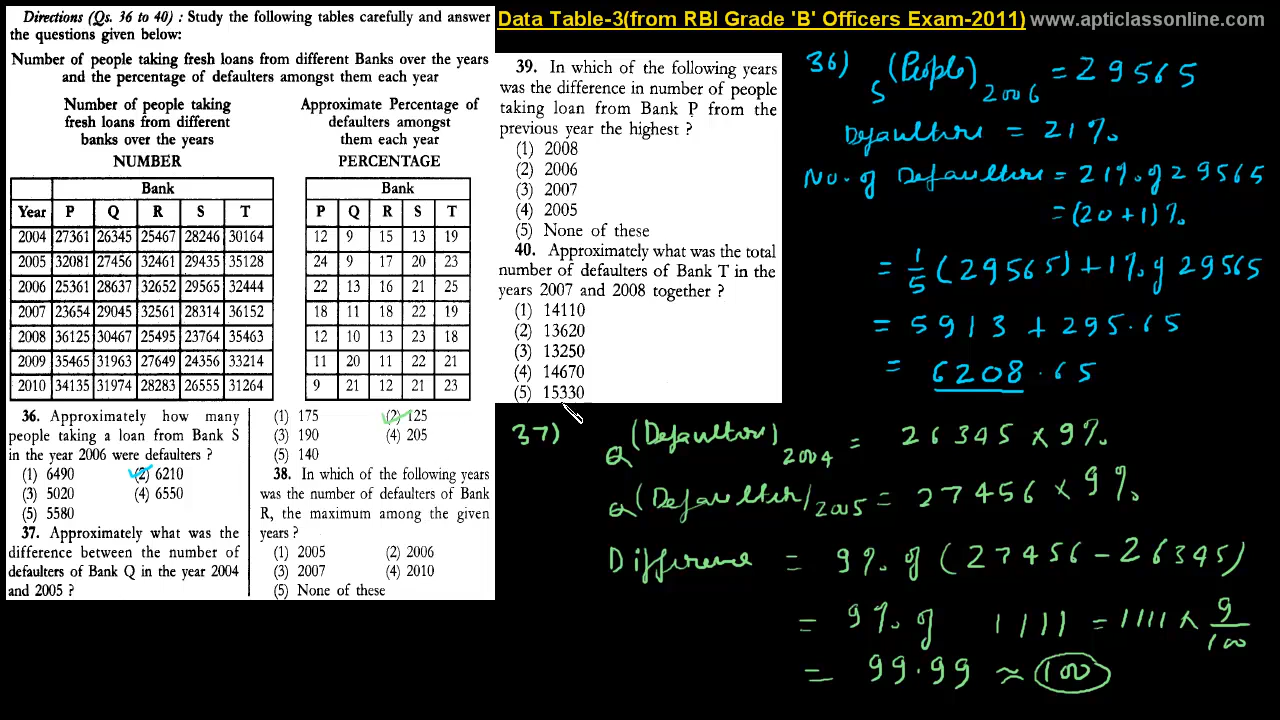 Data Table-3(from RBI Grade 'B' Officers Exam-2011) www.apticlassonline.com
Directions (Qs. 36 to 40) : Study the following tables carefully and answer
the questions given below:
Number of people taking fresh loans from different Banks over the years
and the percentage of defaulters amongst them each year
Number of people taking
fresh loans from different
banks over the years
NUMBER
Bank
Year P Q R S T
2004 27361 26345 25467 28246 30164
2005 32081 27456 32461 29435 35128
2006 25361 28637 32652 29565 32444
2007 23654 29045 32561 28314 36152
2008 36125 30467 25495 23764 35463
2009 35465 31963 27649 24356 33214
2010 34135 31974 28283 26555 31264
Approximate Percentage of
defaulters amongst
them each year
PERCENTAGE
Bank
P Q R S T
12 9 15 13 19
24 9 17 20 23
22 13 16 21 25
18 11 18 22 19
12 10 13 23 18
11 20 11 22 21
9 21 12 21 23
36. Approximately how many
people taking a loan from Bank S
in the year 2006 were defaulters ?
(1) 6490 (2) 6210
(3) 5020 (4) 6550
(5) 5580
37. Approximately what was the
difference between the number of
defaulters of Bank Q in the year 2004
and 2005 ?
(1) 175 (2) 125
(3) 190 (4) 205
(5) 140
38. In which of the following years
was the number of defaulters of Bank
R, the maximum among the given
years ?
(1) 2005 (2) 2006
(3) 2007 (4) 2010
(5) None of these
39. In which of the following years
was the difference in number of people
taking loan from Bank P from the
previous year the highest ?
(1) 2008
(2) 2006
(3) 2007
(4) 2005
(5) None of these
40. Approximately what was the total
number of defaulters of Bank T in the
years 2007 and 2008 together ?
(1) 14110
(2) 13620
(3) 13250
(4) 14670
(5) 15330
36) S (People) 2006 = 29565
Defaulters = 21%.
No. of Defaulters = 21% of 29565
= (20+1)%
= 1/5 (29565) + 1% of 29565
= 5913 + 295.65
= 6208.65
37) Q (Defaulters) 2004 = 26345 × 9%.
Q (Defaulter) 2005 = 27456 × 9%.
Difference = 9% of (27456 - 26345)
= 9% of 1111 = 1111 × 9/100
= 99.99 ≈ 100